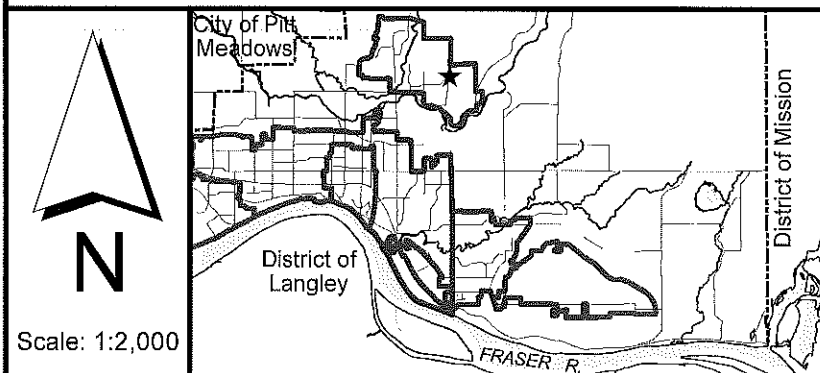 N
Scale: 1:2,000
City of Pitt
Meadows
District of
Langley
FRASER R.
District of Mission